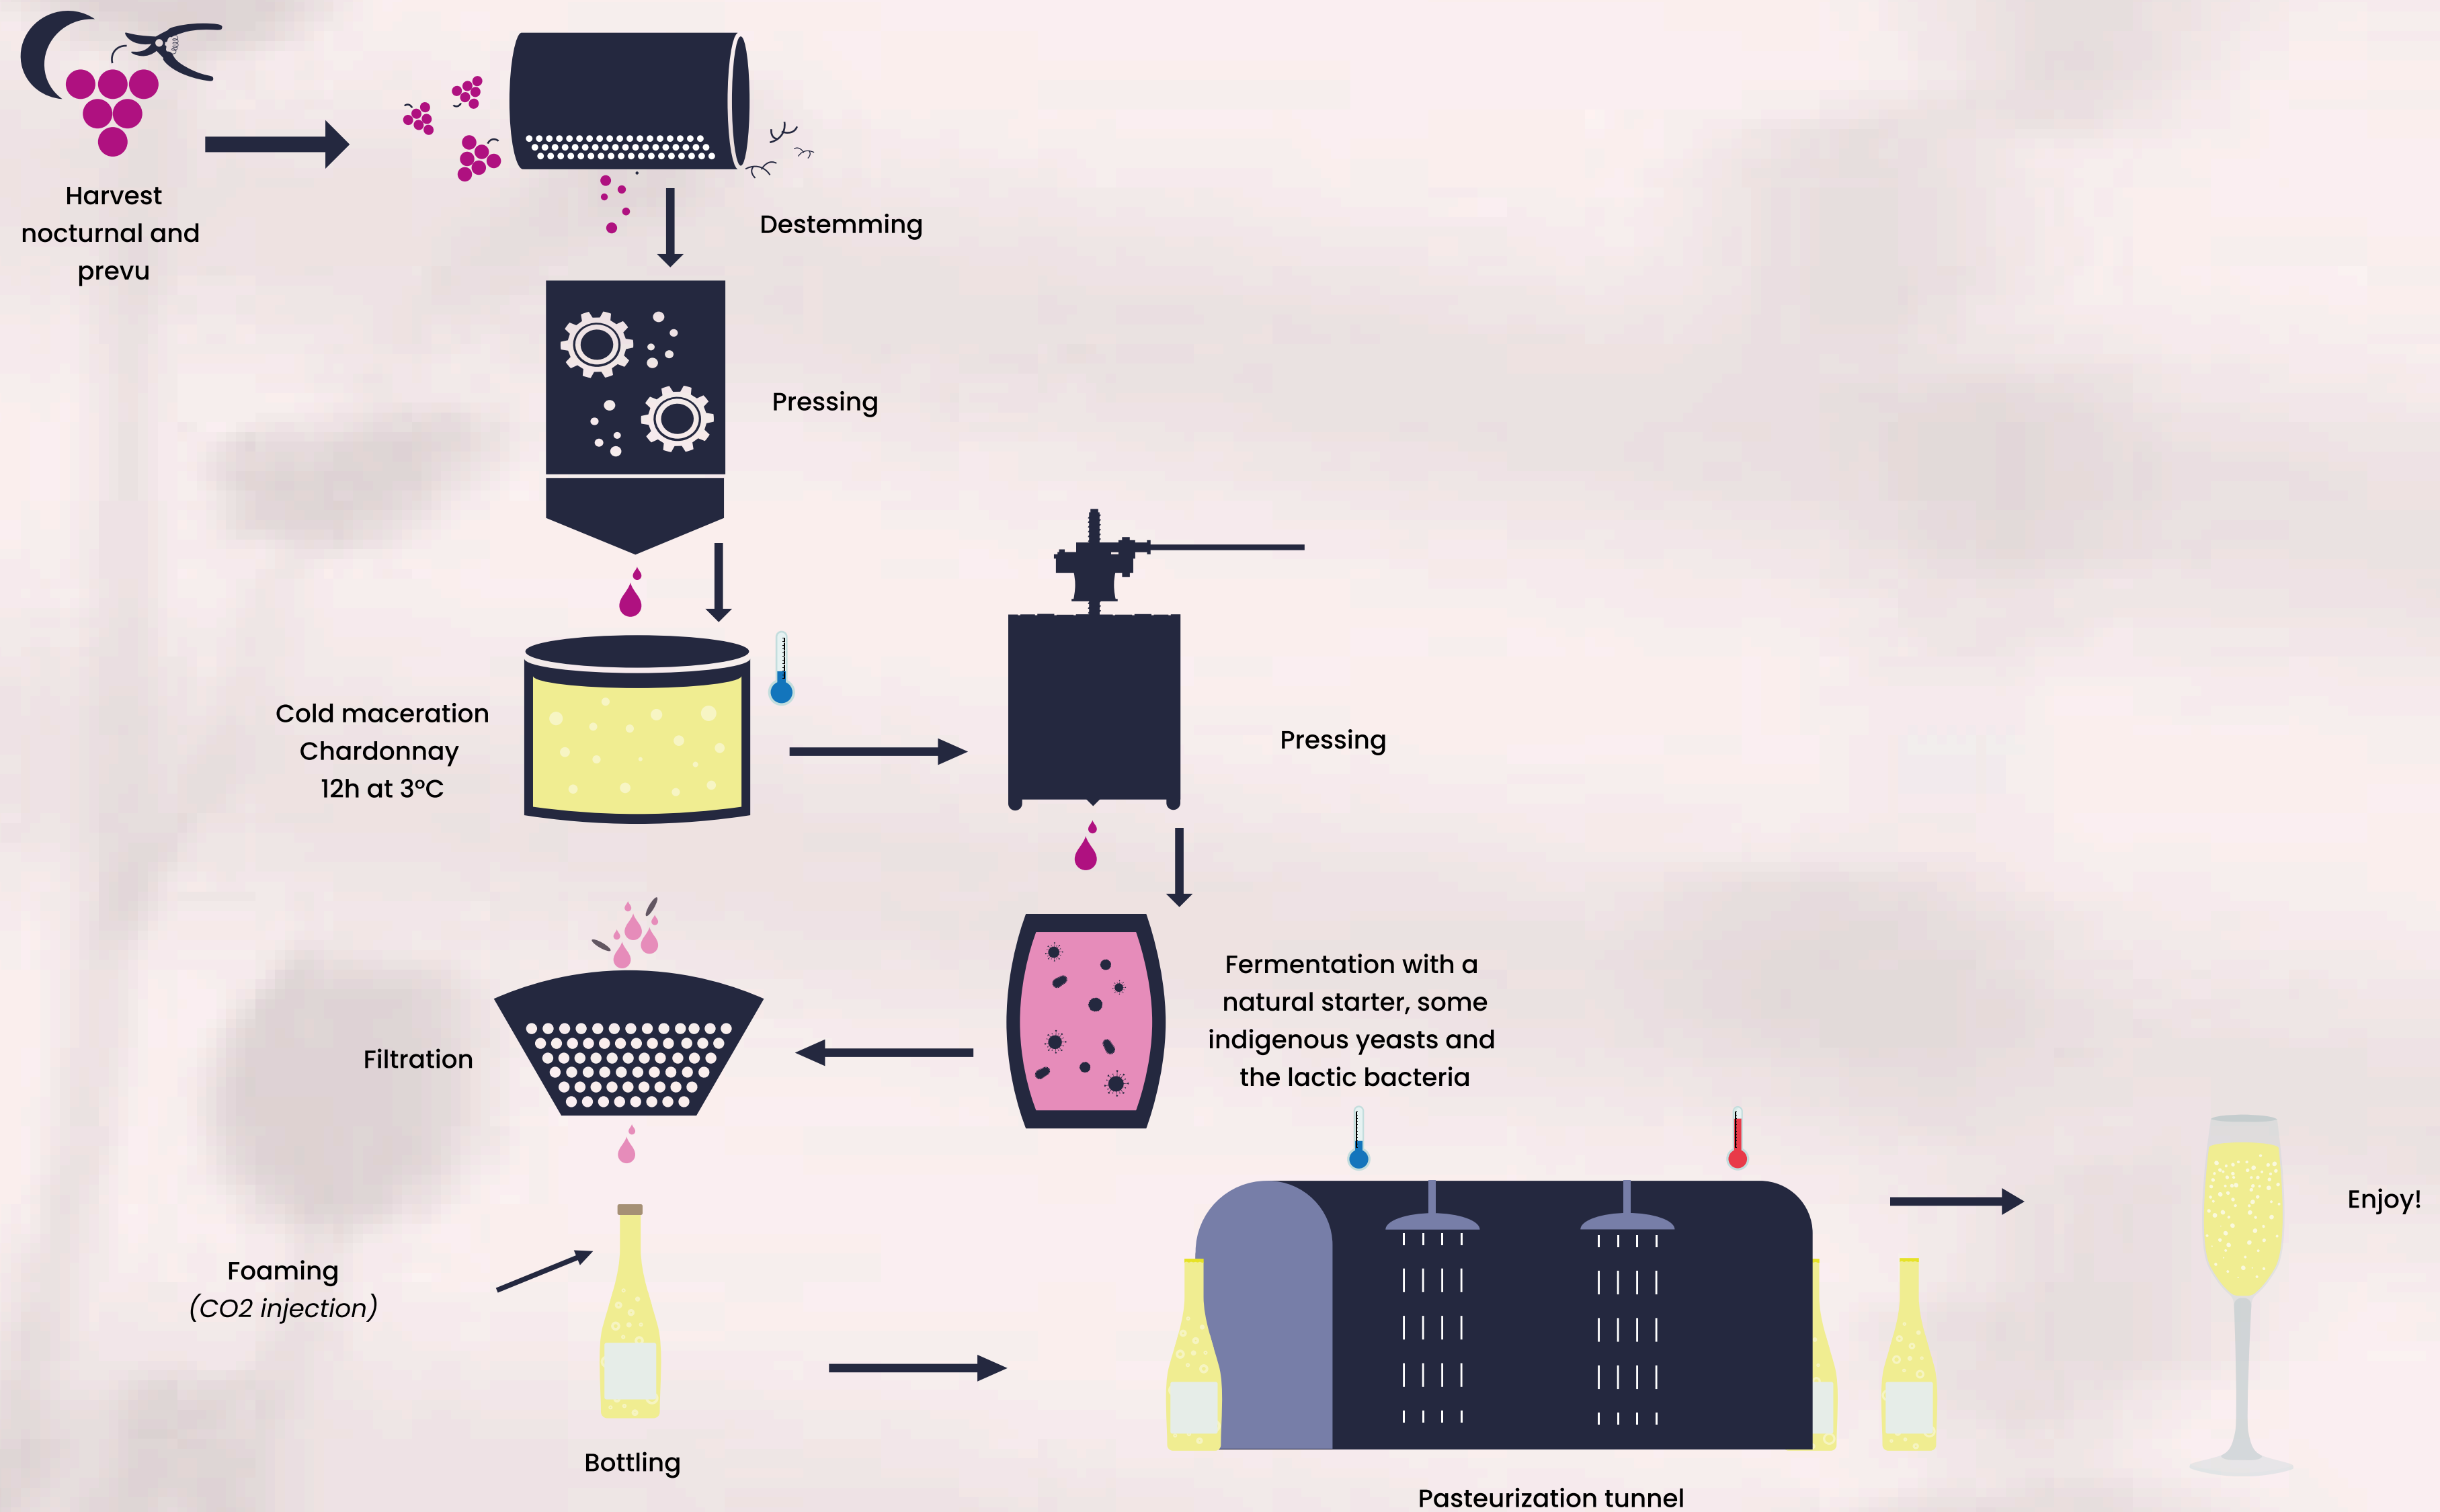 Harvest
nocturnal and
prevu
Destemming
Pressing
Cold maceration
Chardonnay
12h at 3°C
Pressing
Fermentation with a
natural starter, some
indigenous yeasts and
the lactic bacteria
Filtration
Foaming
(CO2 injection)
Bottling
Pasteurization tunnel
Enjoy!